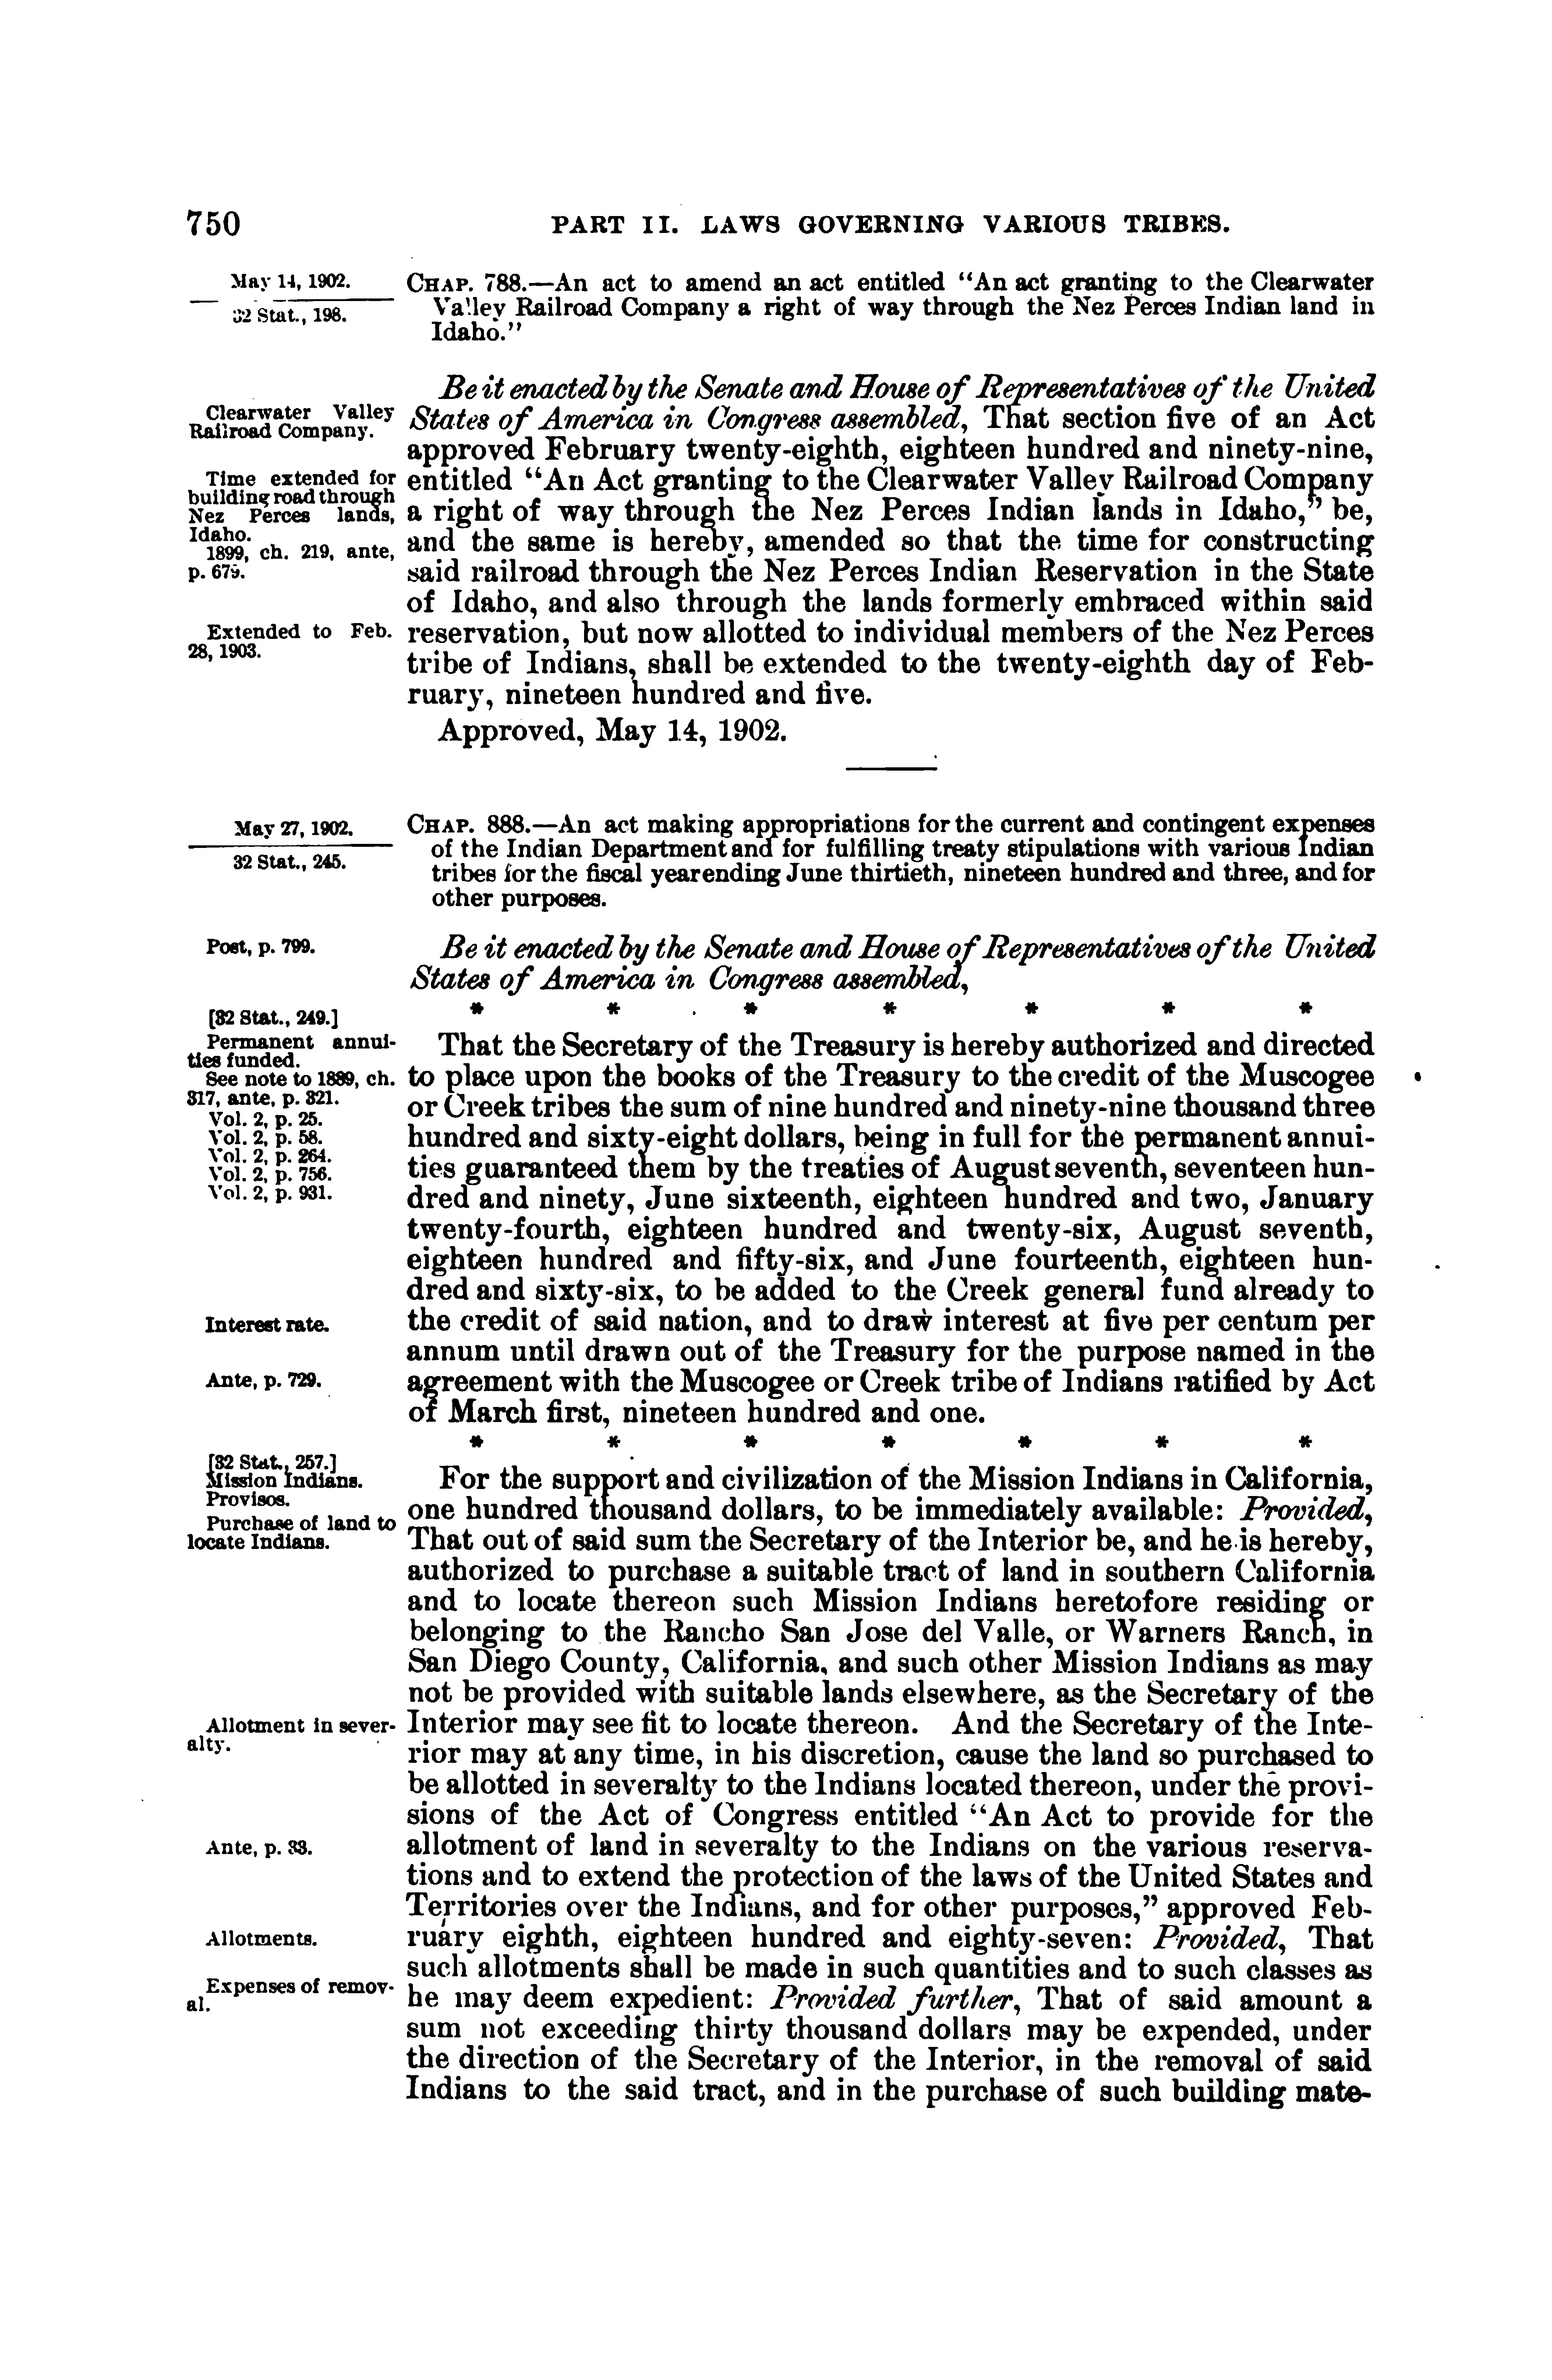 750
PART II. LAWS GOVERNING VARIOUS TRIBES.
May 14, 1902.
32 Stat., 198.
CHAP. 788.—An act to amend an act entitled “An act granting to the Clearwater
Valley Railroad Company a right of way through the Nez Perces Indian land in
Idaho.”
Be it enacted by the Senate and House of Representatives of the United
Clearwater Valley
Railroad Company.
States of America in Congress assembled, That section five of an Act
approved February twenty-eighth, eighteen hundred and ninety-nine,
Time extended for
building road through
Nez Perces lands,
Idaho.
1899, ch. 219, ante,
p. 679.
entitled “An Act granting to the Clearwater Valley Railroad Company
a right of way through the Nez Perces Indian lands in Idaho,” be,
and the same is hereby, amended so that the time for constructing
said railroad through the Nez Perces Indian Reservation in the State
of Idaho, and also through the lands formerly embraced within said
Extended to Feb.
28, 1903.
reservation, but now allotted to individual members of the Nez Perces
tribe of Indians, shall be extended to the twenty-eighth day of Feb-
ruary, nineteen hundred and five.
Approved, May 14, 1902.
May 27, 1902.
32 Stat., 245.
CHAP. 888.—An act making appropriations for the current and contingent expenses
of the Indian Department and for fulfilling treaty stipulations with various Indian
tribes for the fiscal year ending June thirtieth, nineteen hundred and three, and for
other purposes.
Post, p. 799.
Be it enacted by the Senate and House of Representatives of the United
States of America in Congress assembled,
* * * * * * *
[32 Stat., 249.]
Permanent annui-
ties funded.
See note to 1889, ch.
317, ante, p. 321.
Vol. 2, p. 25.
Vol. 2, p. 58.
Vol. 2, p. 264.
Vol. 2, p. 756.
Vol. 2, p. 931.
That the Secretary of the Treasury is hereby authorized and directed
to place upon the books of the Treasury to the credit of the Muscogee
or Creek tribes the sum of nine hundred and ninety-nine thousand three
hundred and sixty-eight dollars, being in full for the permanent annui-
ties guaranteed them by the treaties of August seventh, seventeen hun-
dred and ninety, June sixteenth, eighteen hundred and two, January
twenty-fourth, eighteen hundred and twenty-six, August seventh,
eighteen hundred and fifty-six, and June fourteenth, eighteen hun-
dred and sixty-six, to be added to the Creek general fund already to
Interest rate.
the credit of said nation, and to draw interest at five per centum per
annum until drawn out of the Treasury for the purpose named in the
Ante, p. 729.
agreement with the Muscogee or Creek tribe of Indians ratified by Act
of March first, nineteen hundred and one.
* * * * * * *
[32 Stat., 257.]
Mission Indians.
Provisos.
Purchase of land to
locate Indians.
For the support and civilization of the Mission Indians in California,
one hundred thousand dollars, to be immediately available: Provided,
That out of said sum the Secretary of the Interior be, and he is hereby,
authorized to purchase a suitable tract of land in southern California
and to locate thereon such Mission Indians heretofore residing or
belonging to the Rancho San Jose del Valle, or Warners Ranch, in
San Diego County, California, and such other Mission Indians as may
not be provided with suitable lands elsewhere, as the Secretary of the
Allotment in sever-
alty.
Interior may see fit to locate thereon. And the Secretary of the Inte-
rior may at any time, in his discretion, cause the land so purchased to
be allotted in severalty to the Indians located thereon, under the provi-
sions of the Act of Congress entitled “An Act to provide for the
Ante, p. 33.
allotment of land in severalty to the Indians on the various reserva-
tions and to extend the protection of the laws of the United States and
Territories over the Indians, and for other purposes,” approved Feb-
Allotments.
ruary eighth, eighteen hundred and eighty-seven: Provided, That
such allotments shall be made in such quantities and to such classes as
Expenses of remov-
al.
he may deem expedient: Provided further, That of said amount a
sum not exceeding thirty thousand dollars may be expended, under
the direction of the Secretary of the Interior, in the removal of said
Indians to the said tract, and in the purchase of such building mate-